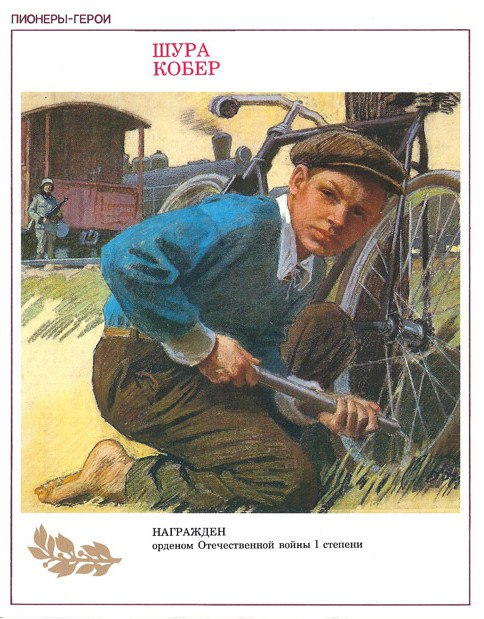 ПИОНЕРЫ-ГЕРОИ
ШУРА
КОБЕР
НАГРАЖДЕН
орденом Отечественной войны I степени